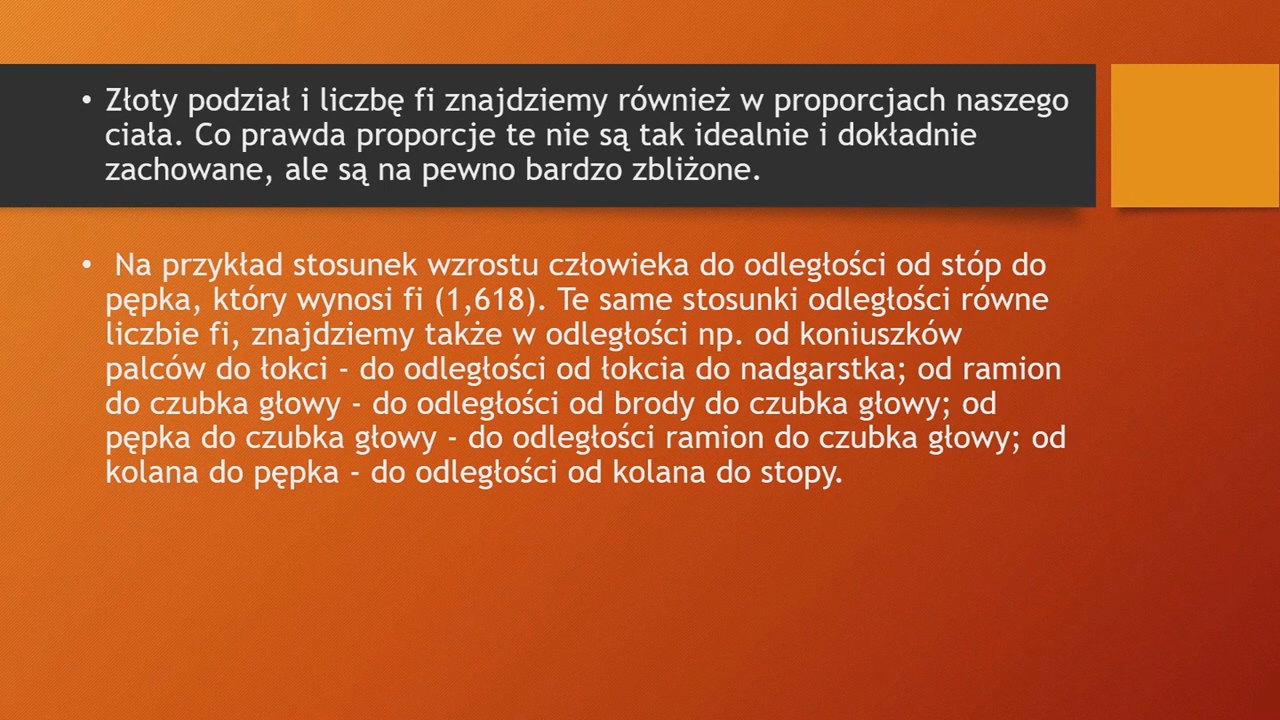 • Złoty podział i liczbę fi znajdziemy również w proporcjach naszego
ciała. Co prawda proporcje te nie są tak idealnie i dokładnie
zachowane, ale są na pewno bardzo zbliżone.
• Na przykład stosunek wzrostu człowieka do odległości od stóp do
pępka, który wynosi fi (1,618). Te same stosunki odległości równe
liczbie fi, znajdziemy także w odległości np. od koniuszków
palców do łokci - do odległości od łokcia do nadgarstka; od ramion
do czubka głowy - do odległości od brody do czubka głowy; od
pępka do czubka głowy - do odległości ramion do czubka głowy; od
kolana do pępka - do odległości od kolana do stopy.